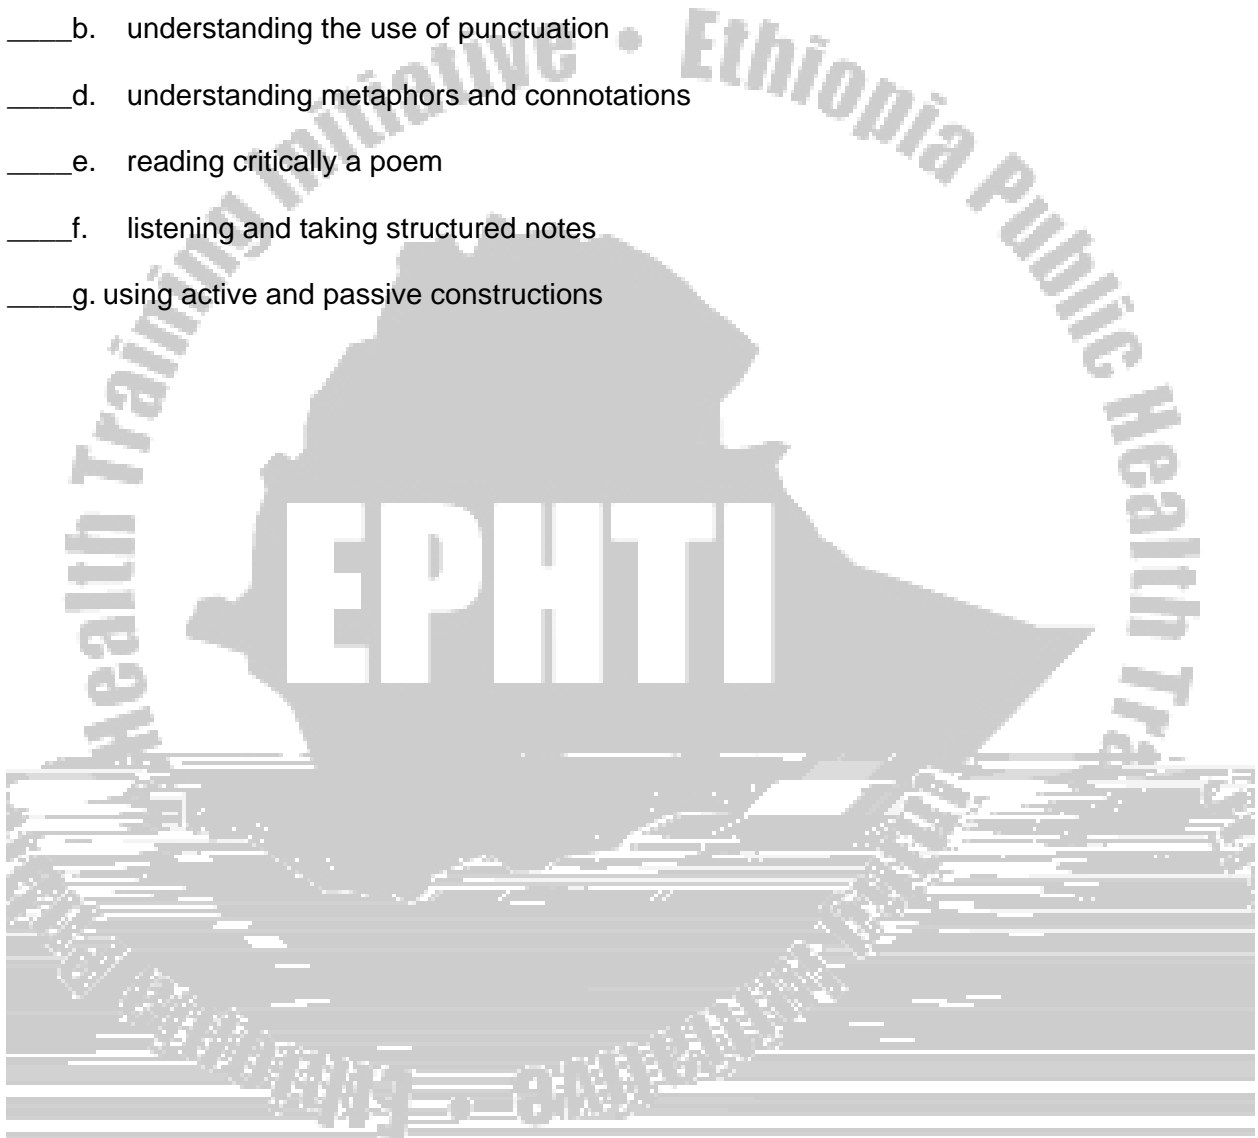 ____b. understanding the use of punctuation
____d. understanding metaphors and connotations
____e. reading critically a poem
____f. listening and taking structured notes
____g. using active and passive constructions
Health Training Initiative • Ethiopia Public Health Tra
EPHTI